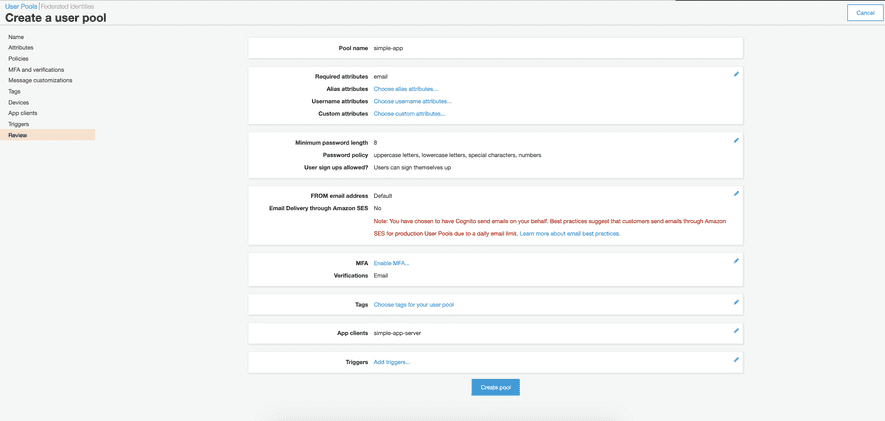 User Pools | Federated Identities
Create a user pool
Cancel
Name
Attributes
Policies
MFA and verifications
Message customizations
Tags
Devices
App clients
Triggers
Review
Pool name simple-app
Required attributes email
Alias attributes Choose alias attributes...
Username attributes Choose username attributes...
Custom attributes Choose custom attributes...
Minimum password length 8
Password policy uppercase letters, lowercase letters, special characters, numbers
User sign ups allowed? Users can sign themselves up
FROM email address Default
Email Delivery through Amazon SES No
Note: You have chosen to have Cognito send emails on your behalf. Best practices suggest that customers send emails through Amazon
SES for production User Pools due to a daily email limit. Learn more about email best practices.
MFA Enable MFA...
Verifications Email
Tags Choose tags for your user pool
App clients simple-app-server
Triggers Add triggers...
Create pool